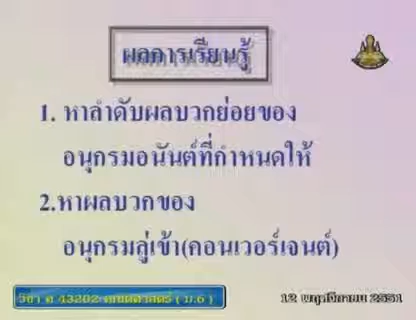 ผลการเรียนรู้
1. หาลำดับผลบวกย่อยของ
อนุกรมอนันต์ที่กำหนดให้
2.หาผลบวกของ
อนุกรมลู่เข้า(คอนเวอร์เจนต์)
วิชา ค 43202 คณิตศาสตร์ ( ม.6 )
12 พฤศจิกายน 2551